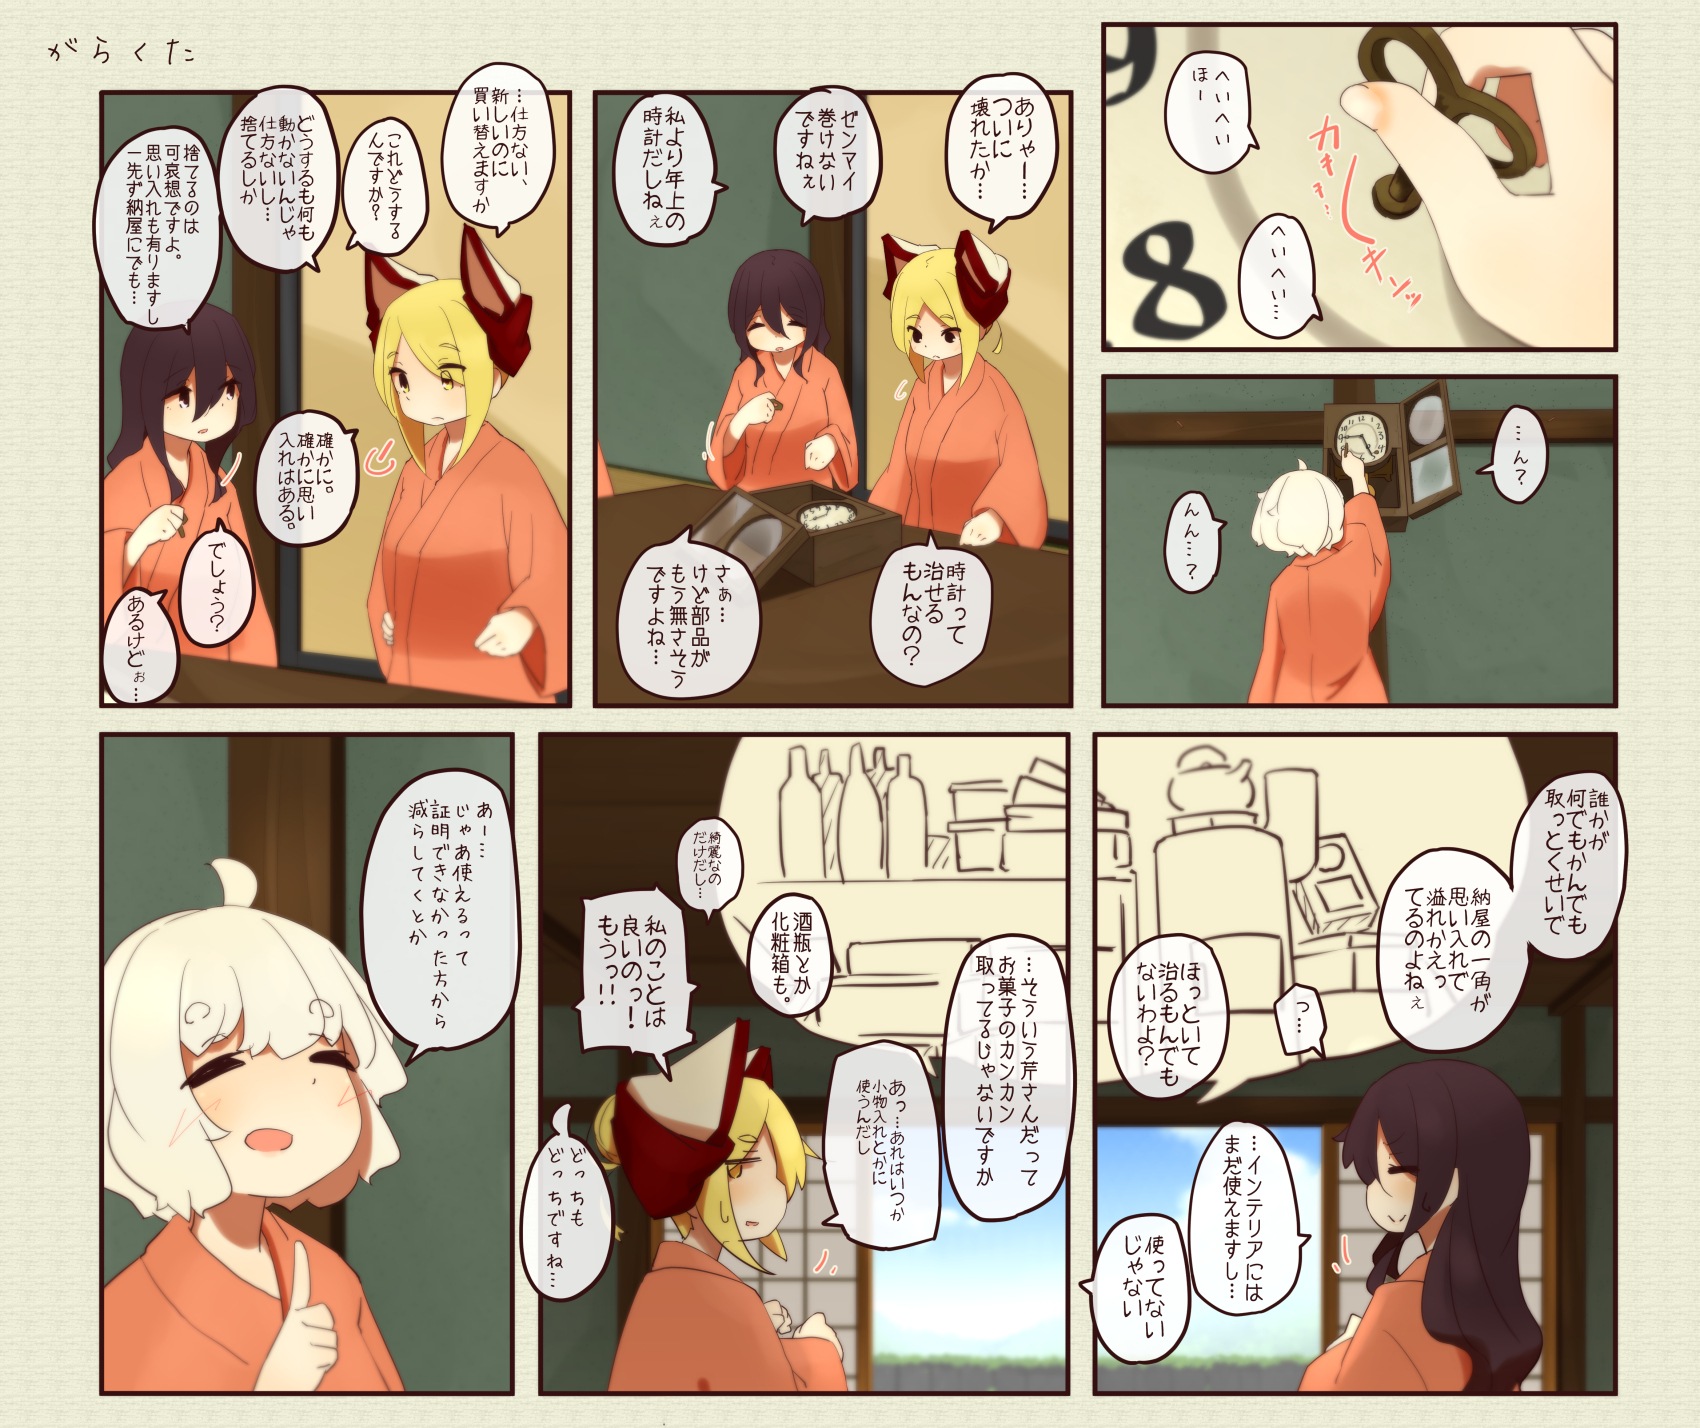 がらくた
へいへい
ほー
カキキ…
キンッ
へいへい…
…ん?
んん…?
ありゃー…
ついに
壊れたか…
ゼンマイ
巻けない
ですねぇ
私より年上の
時計だしねぇ
時計って
治せる
もんなの?
さぁ…
けど部品が
もう無さそう
ですよね…
…仕方ない、
新しいのに
買い替えますか
これどうする
んですか?
どうするも何も
動かないんじゃ
仕方ないし…
捨てるしか
捨てるのは
可哀想ですよ。
思い入れも有りますし
一先ず納屋にでも…
確かに。
確かに思い
入れはある。
でしょう?
あるけどぉ…
誰かが
何でもかんでも
取っとくせいで
納屋の一角が
思い入れで
溢れかえっ
てるのよねぇ
っ…
ほっといて
治るもんでも
ないわよ?
…インテリアには
まだ使えますし…
使ってない
じゃない
…そういう芹さんだって
お菓子のカンカン
取ってるじゃないですか
酒瓶とか
化粧箱も。
綺麗なの
だけだし…
あっ…あれはいつか
小物入れとかに
使うんだし
私のことは
良いのっ!
もうっ!!
どっちも
どっちですね…
あー…
じゃあ使えるって
証明できなかった方から
減らしてくとか